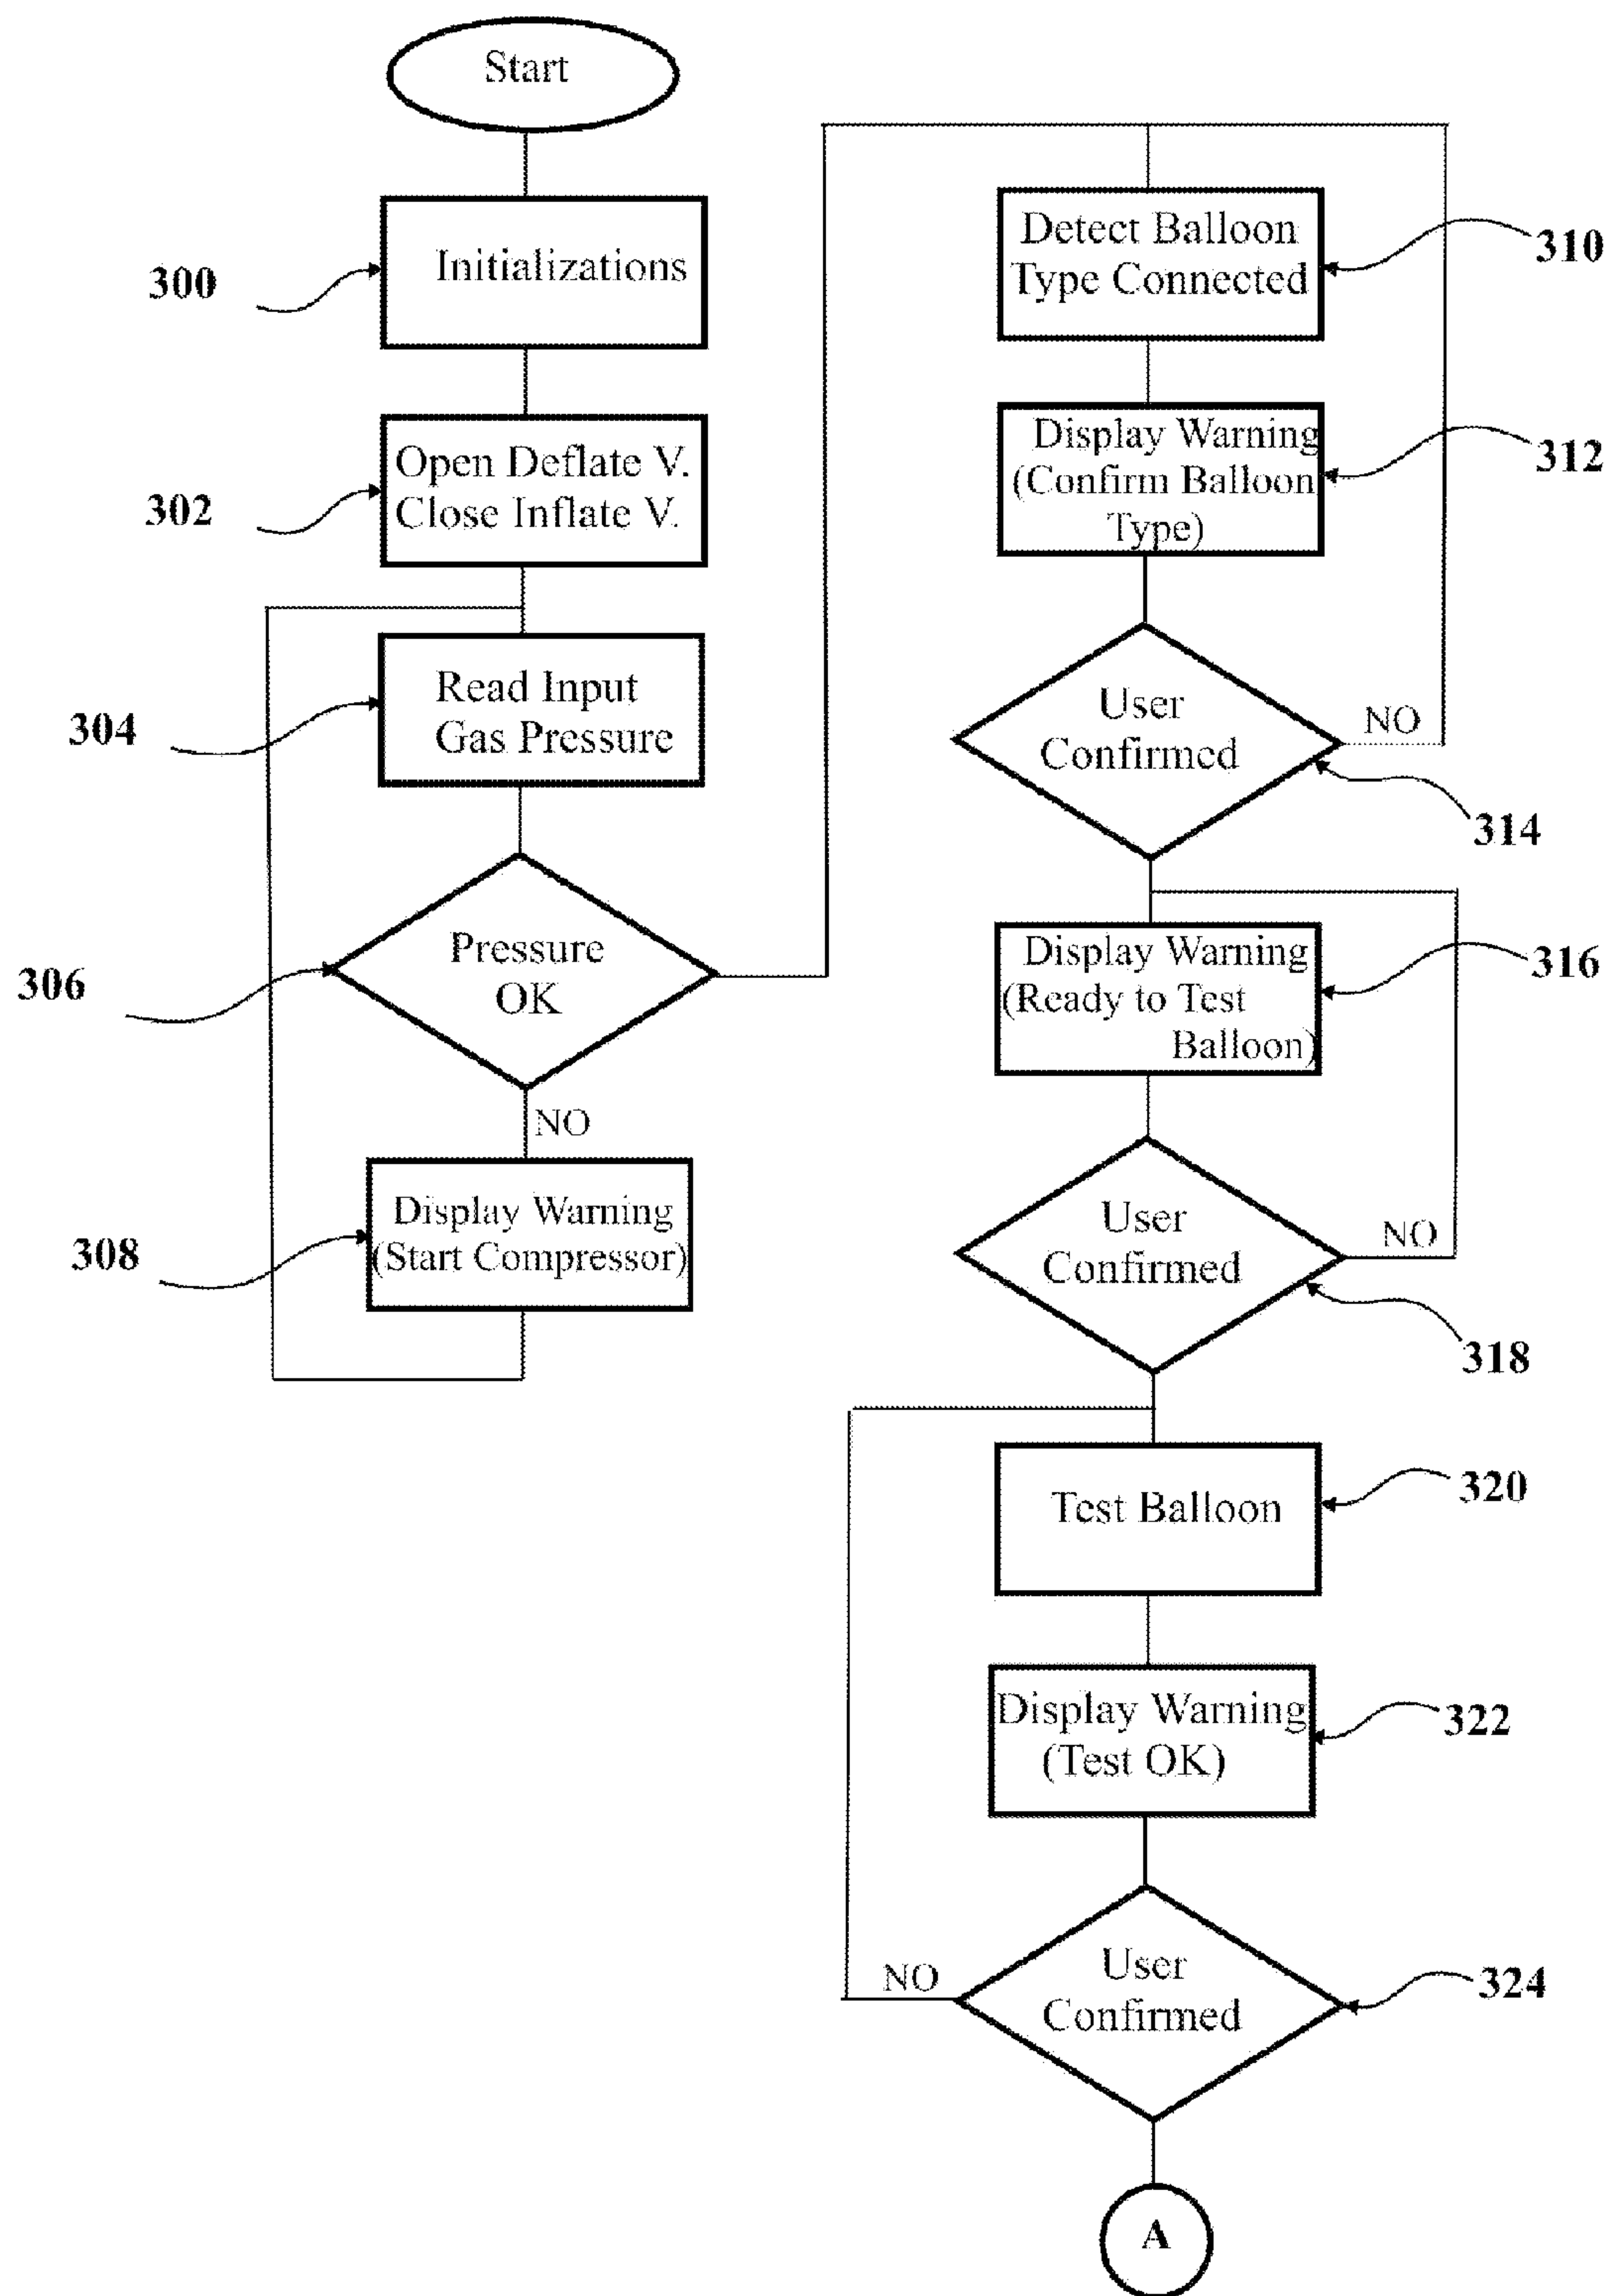 Start
300
Initializations
302
Open Deflate V.
Close Inflate V.
304
Read Input
Gas Pressure
306
Pressure
OK
NO
308
Display Warning
(Start Compressor)
Detect Balloon
Type Connected
310
Display Warning
(Confirm Balloon
Type)
312
User
Confirmed
NO
314
Display Warning
(Ready to Test
Balloon)
316
User
Confirmed
NO
318
Test Balloon
320
Display Warning
(Test OK)
322
User
Confirmed
NO
324
A